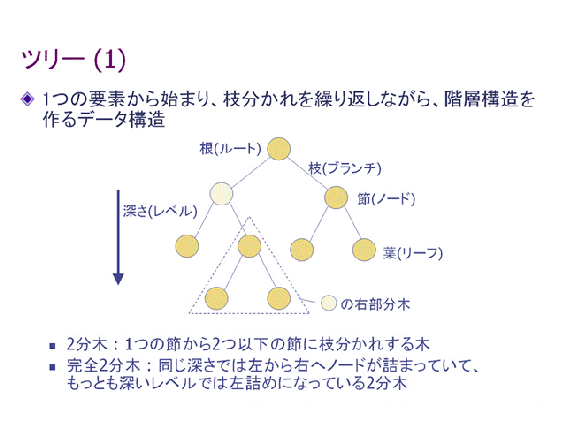 ツリー (1)
1つの要素から始まり、枝分かれを繰り返しながら、階層構造を
作るデータ構造
根(ルート)
枝(ブランチ)
節(ノード)
深さ(レベル)
葉(リーフ)
の右部分木
2分木：1つの節から2つ以下の節に枝分かれする木
完全2分木：同じ深さでは左から右へノードが詰まっていて、
もっとも深いレベルでは左詰めになっている2分木